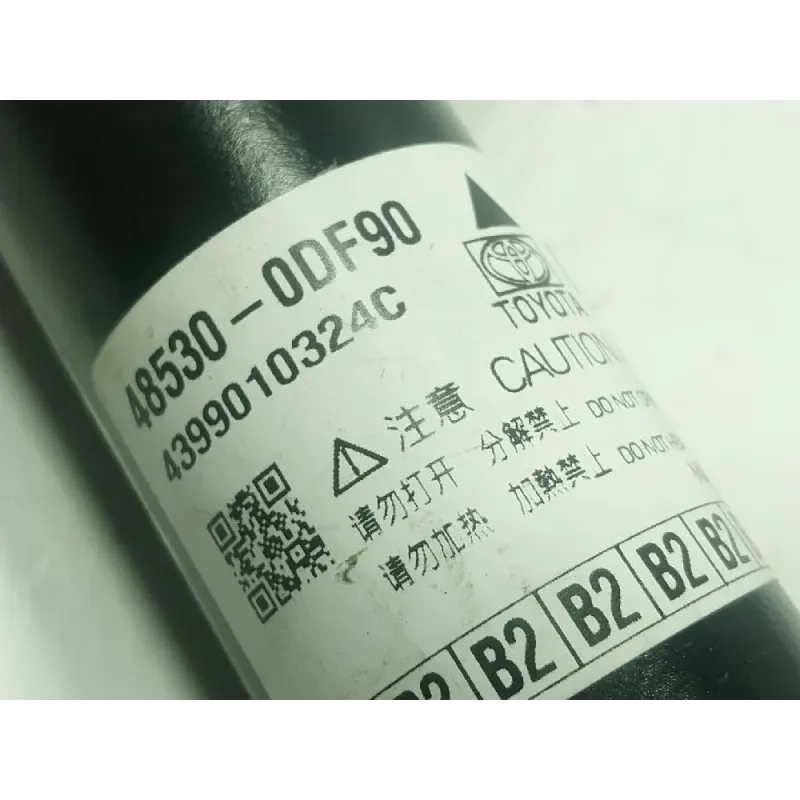 48530-0DF90
4399010324C
TOYOTA
注意 CAUTION
请勿打开 分解禁止 DO NOT
请勿加热 加熱禁止 DO NOT
B2 B2 B2 B2 B2